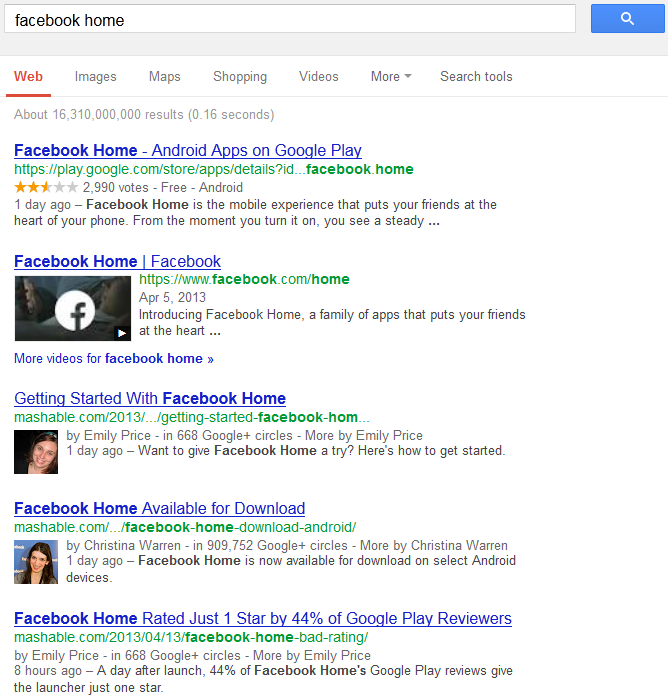 facebook home
Web Images Maps Shopping Videos More Search tools
About 16,310,000,000 results (0.16 seconds)
Facebook Home - Android Apps on Google Play
https://play.google.com/store/apps/details?id...facebook.home
2,990 votes - Free - Android
1 day ago – Facebook Home is the mobile experience that puts your friends at the
heart of your phone. From the moment you turn it on, you see a steady ...
Facebook Home | Facebook
https://www.facebook.com/home
Apr 5, 2013
Introducing Facebook Home, a family of apps that puts your friends
at the heart ...
More videos for facebook home »
Getting Started With Facebook Home
mashable.com/2013/.../getting-started-facebook-hom...
by Emily Price - in 668 Google+ circles - More by Emily Price
1 day ago – Want to give Facebook Home a try? Here's how to get started.
Facebook Home Available for Download
mashable.com/.../facebook-home-download-android/
by Christina Warren - in 909,752 Google+ circles - More by Christina Warren
1 day ago – Facebook Home is now available for download on select Android
devices.
Facebook Home Rated Just 1 Star by 44% of Google Play Reviewers
mashable.com/2013/04/13/facebook-home-bad-rating/
by Emily Price - in 668 Google+ circles - More by Emily Price
8 hours ago – A day after launch, 44% of Facebook Home's Google Play reviews give
the launcher just one star.